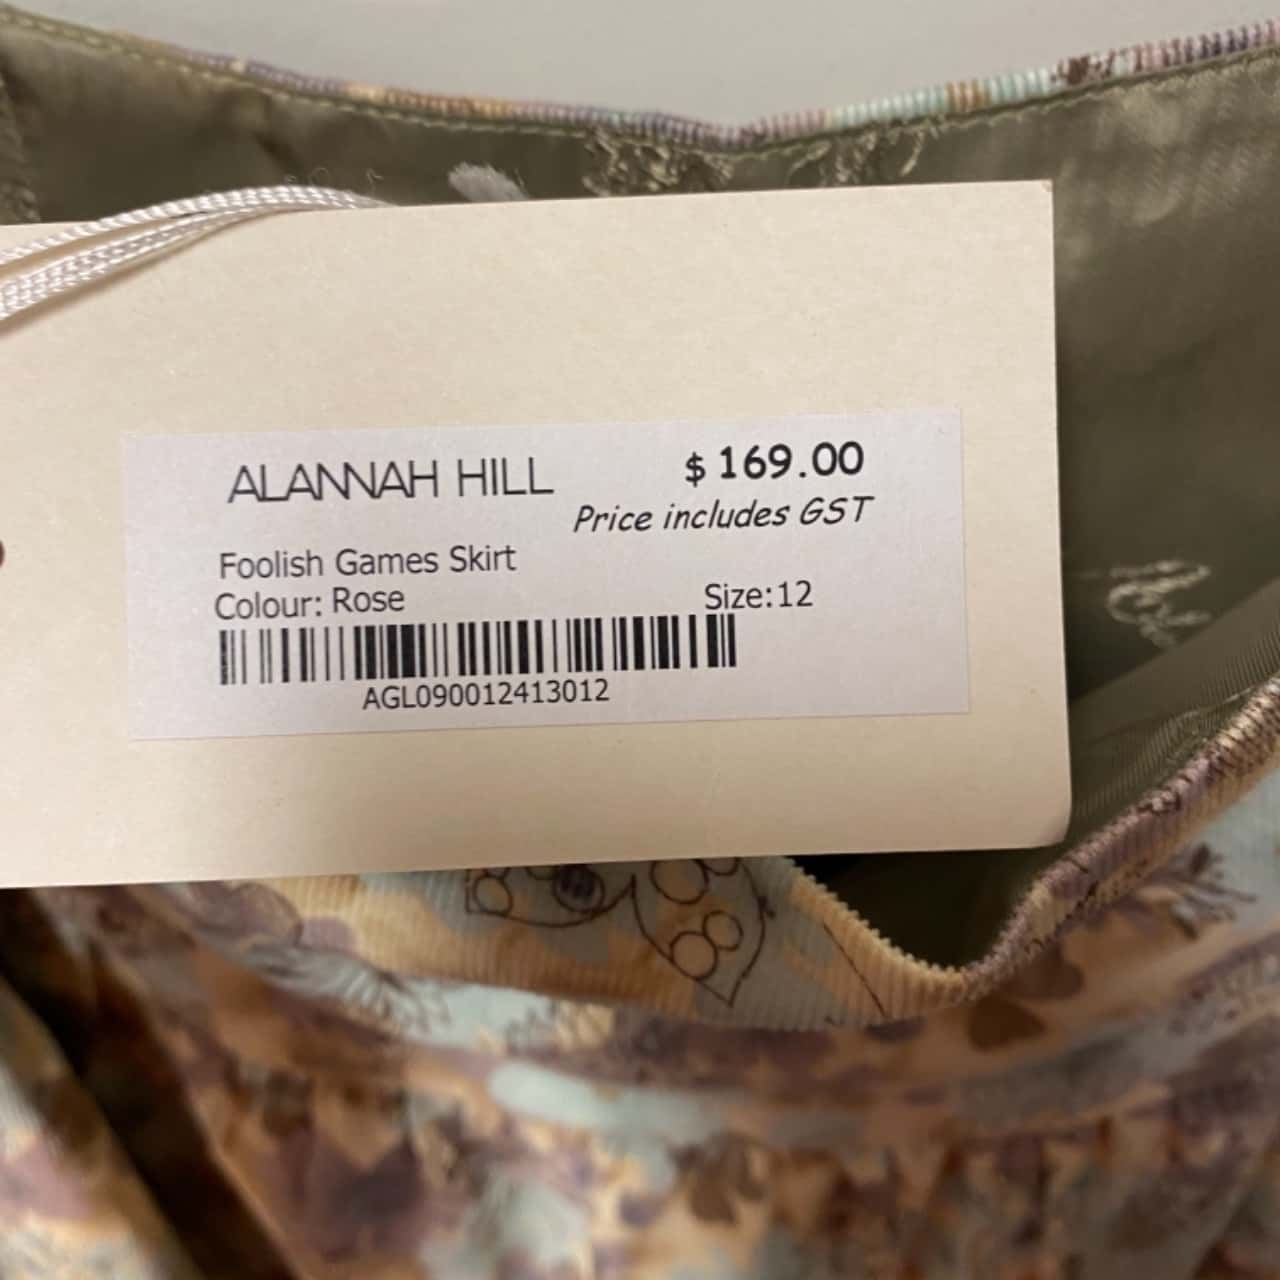 ALANNAH HILL
$ 169.00
Price includes GST
Foolish Games Skirt
Colour: Rose
Size:12
AGL090012413012